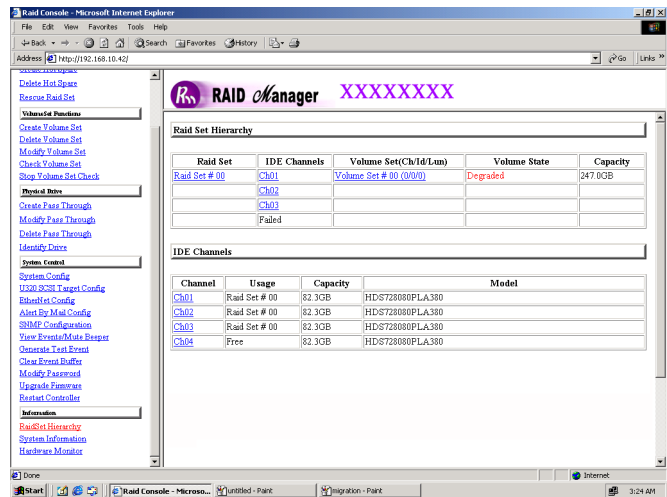 Raid Console - Microsoft Internet Explorer
File Edit View Favorites Tools Help
Back Search Favorites History
Address http://192.168.10.42/ Go Links »
Create Hot Spare
Delete Hot Spare
Rescue Raid Set
VolumeSet Functions
Create Volume Set
Delete Volume Set
Modify Volume Set
Check Volume Set
Stop Volume Set Check
Physical Drive
Create Pass Through
Modify Pass Through
Delete Pass Through
Identify Drive
System Control
System Config
U320 SCSI Target Config
EtherNet Config
Alert By Mail Config
SNMP Configuration
View Events/Mute Beeper
Generate Test Event
Clear Event Buffer
Modify Password
Upgrade Firmware
Restart Controller
Information
RaidSet Hierarchy
System Information
Hardware Monitor
RAID Manager XXXXXXXX
Raid Set Hierarchy
Raid Set IDE Channels Volume Set(Ch/Id/Lun) Volume State Capacity
Raid Set # 00 Ch01 Volume Set # 00 (0/0/0) Degraded 247.0GB
Ch02
Ch03
Failed
IDE Channels
Channel Usage Capacity Model
Ch01 Raid Set # 00 82.3GB HDS728080PLA380
Ch02 Raid Set # 00 82.3GB HDS728080PLA380
Ch03 Raid Set # 00 82.3GB HDS728080PLA380
Ch04 Free 82.3GB HDS728080PLA380
Done Internet
Start Raid Console - Microso... untitled - Paint migration - Paint 3:24 AM